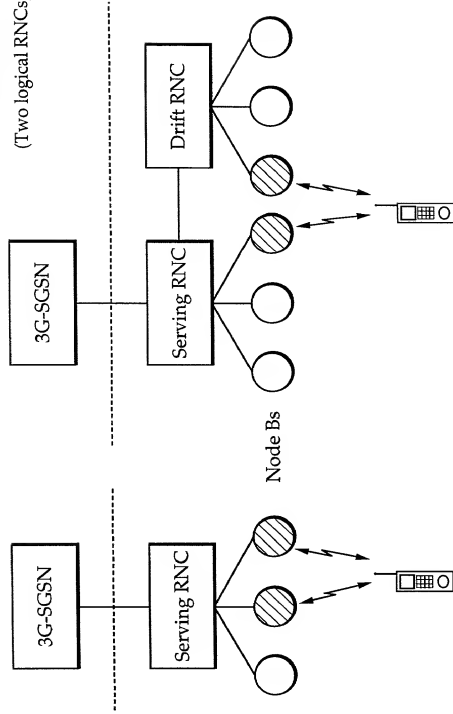 (Two logical RNCs
3G-SGSN
3G-SGSN
Serving RNC
Serving RNC
Drift RNC
Node Bs